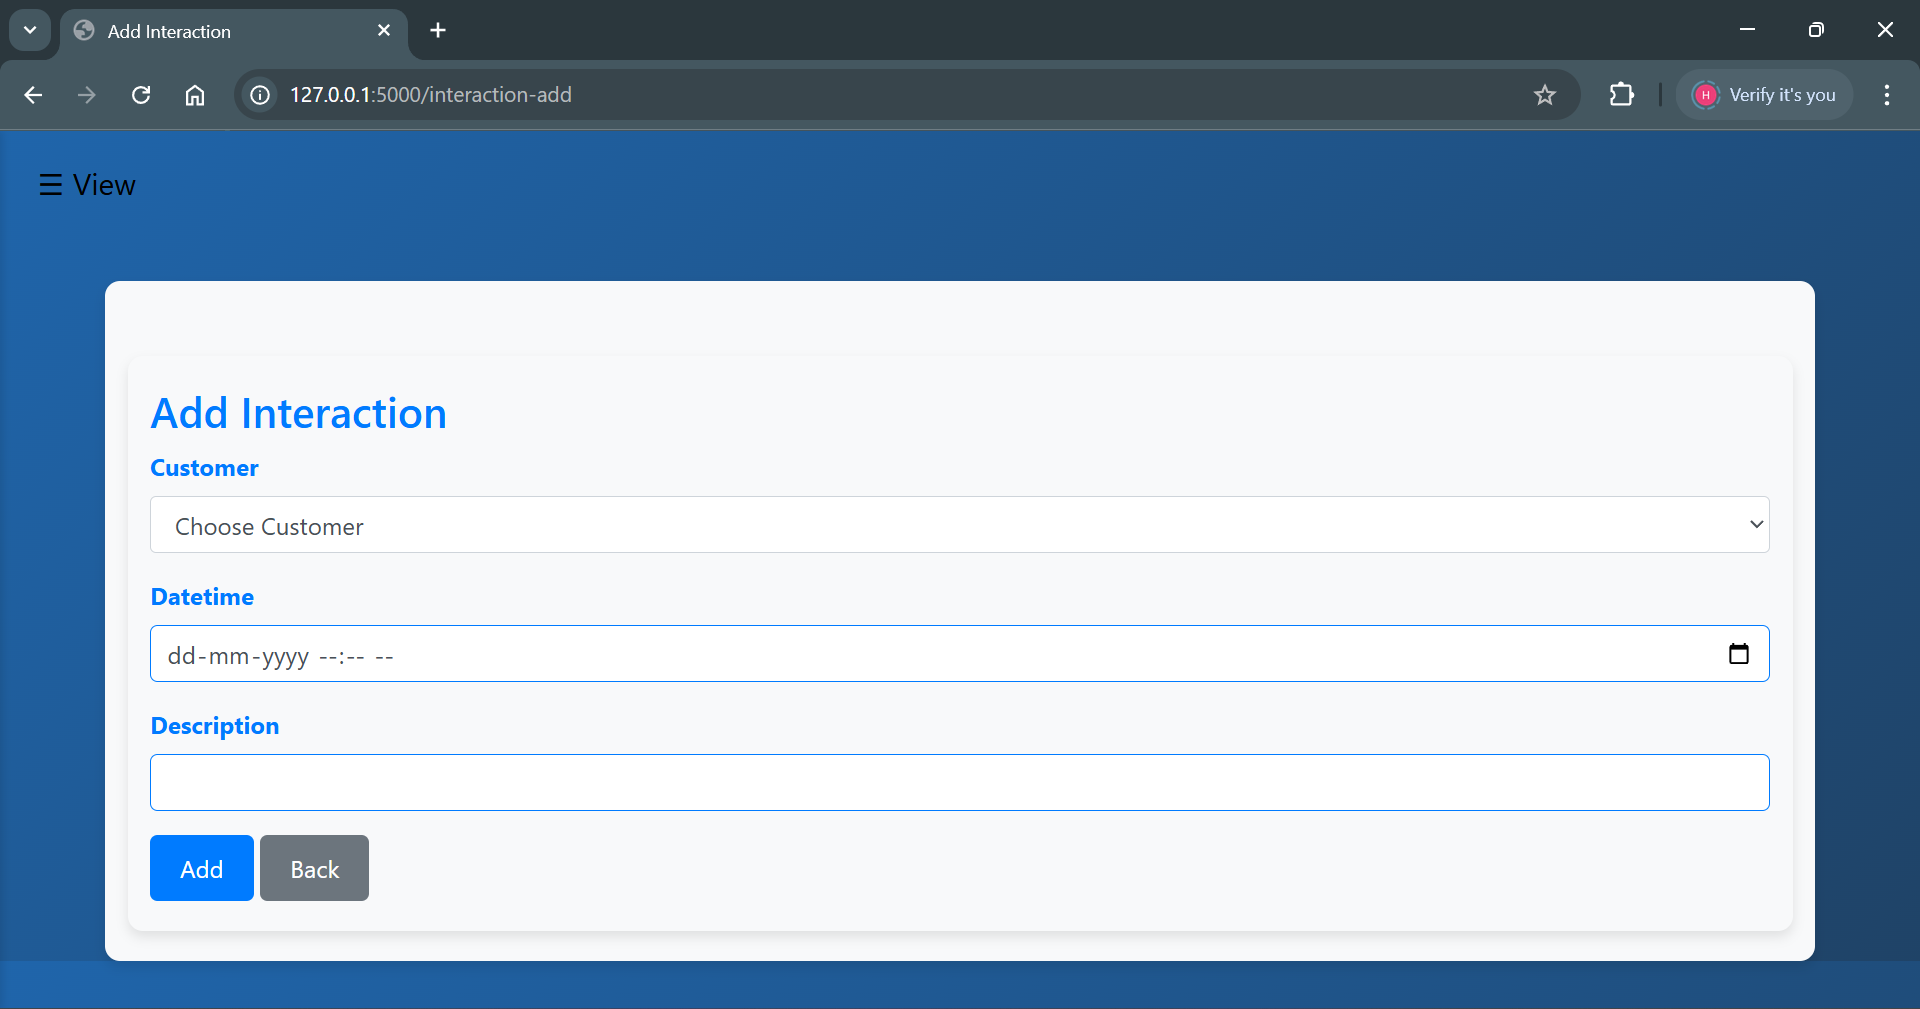 Add Interaction
127.0.0.1:5000/interaction-add
H Verify it's you
☰ View
Add Interaction
Customer
Choose Customer
Datetime
dd-mm-yyyy --:-- --
Description
Add Back